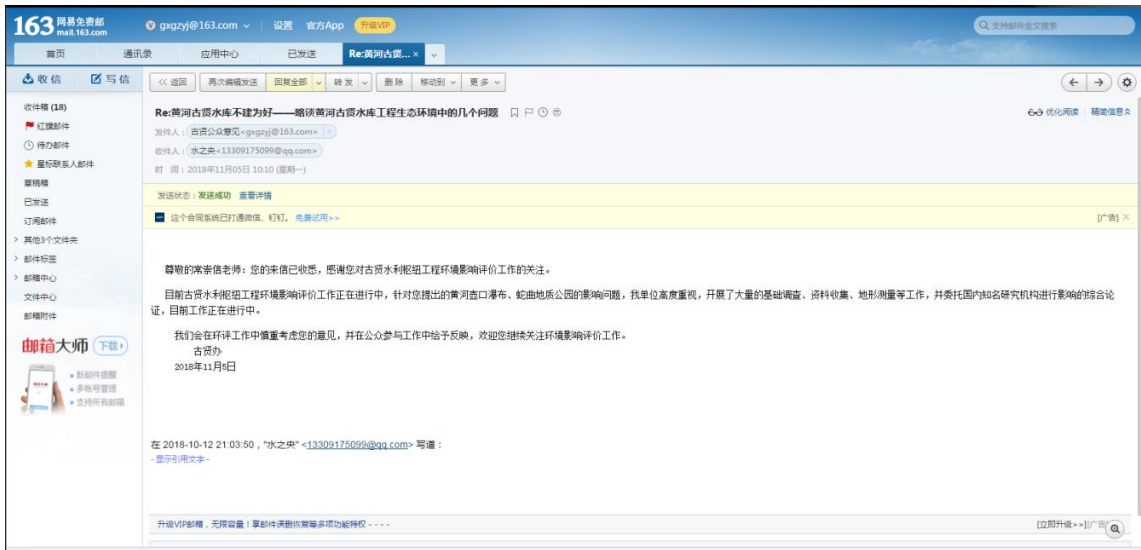 163 网易免费邮 mail.163.com
gxgzyj@163.com 设置 官方App 升级VIP
支持邮件全文搜索
首页 通讯录 应用中心 已发送 Re:黄河古贤... ×
收信 写信
<< 返回 再次编辑发送 回复全部 转发 删除 移动到 更多
收件箱 (18)
红旗邮件
待办邮件
星标联系人邮件
草稿箱
已发送
订阅邮件
其他3个文件夹
邮件标签
邮箱中心
文件中心
邮箱附件
邮箱大师 下载
新邮件提醒
多帐号管理
支持所有邮箱
Re:黄河古贤水库不建为好——略谈黄河古贤水库工程生态环境中的几个问题
优化阅读 精简信息
发件人：古贤公众意见<gxgzyj@163.com> +
收件人：水之央<13309175099@qq.com>
时 间：2018年11月05日 10:10 (星期一)
发送状态：发送成功 查看详情
这个合同系统已打通微信、钉钉。 免费试用>> [广告] ×
尊敬的常崇信老师：您的来信已收悉，感谢您对古贤水利枢纽工程环境影响评价工作的关注。
目前古贤水利枢纽工程环境影响评价工作正在进行中，针对您提出的黄河壶口瀑布、蛇曲地质公园的影响问题，我单位高度重视，开展了大量的基础调查、资料收集、地形测量等工作，并委托国内知名研究机构进行影响的综合论
证，目前工作正在进行中。
我们会在环评工作中慎重考虑您的意见，并在公众参与工作中给予反映，欢迎您继续关注环境影响评价工作。
古贤办
2018年11月5日
在 2018-10-12 21:03:50，"水之央" <13309175099@qq.com> 写道：
-显示引用文字-
升级VIP邮箱，无限容量！享邮件误删恢复等多项功能特权 - - - -
[立即升级>>]